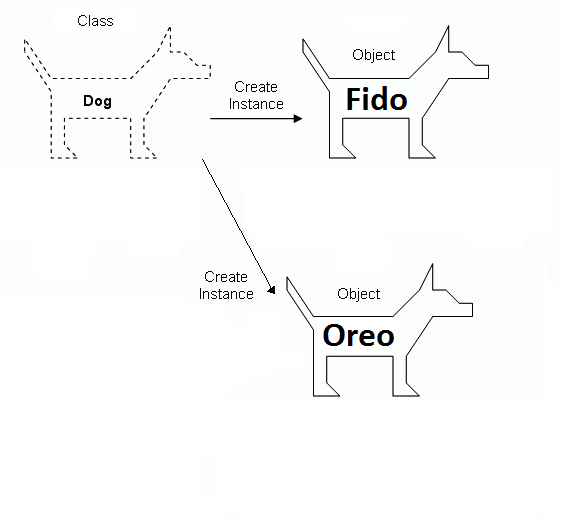 Class
Dog
Create
Instance
Object
Fido
Create
Instance
Object
Oreo